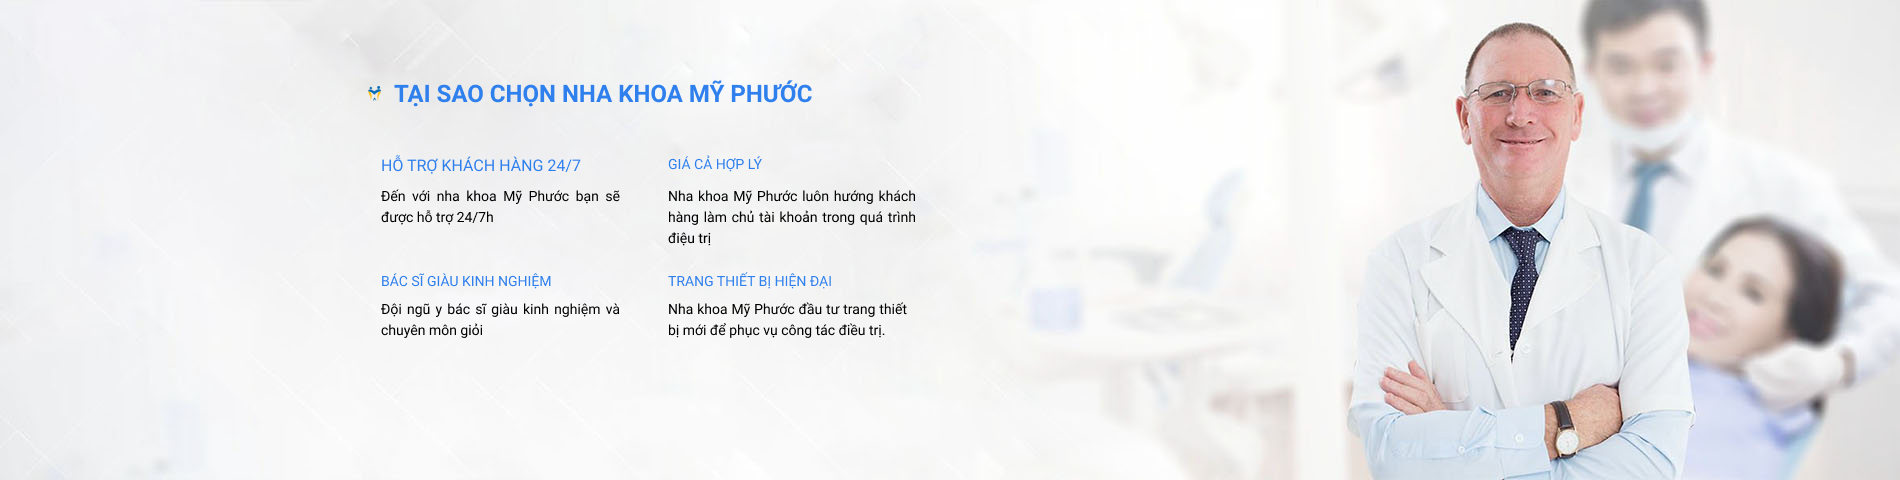 TẠI SAO CHỌN NHA KHOA MỸ PHƯỚC
HỖ TRỢ KHÁCH HÀNG 24/7
Đến với nha khoa Mỹ Phước bạn sẽ
được hỗ trợ 24/7h
GIÁ CẢ HỢP LÝ
Nha khoa Mỹ Phước luôn hướng khách
hàng làm chủ tài khoản trong quá trình
điệu trị
BÁC SĨ GIÀU KINH NGHIỆM
Đội ngũ y bác sĩ giàu kinh nghiệm và
chuyên môn giỏi
TRANG THIẾT BỊ HIỆN ĐẠI
Nha khoa Mỹ Phước đầu tư trang thiết
bị mới để phục vụ công tác điều trị.